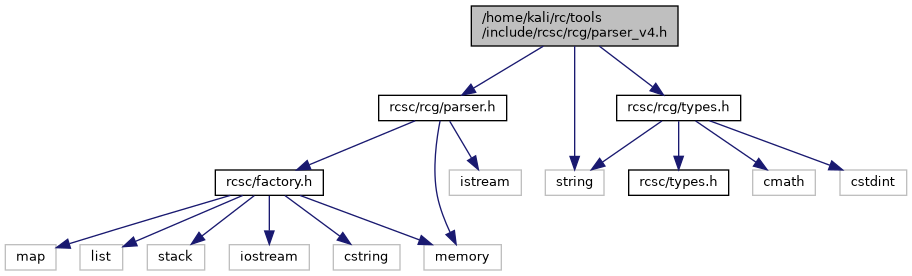 /home/kali/rc/tools
/include/rcsc/rcg/parser_v4.h
rcsc/rcg/parser.h
rcsc/rcg/types.h
rcsc/factory.h
istream
string
rcsc/types.h
cmath
cstdint
map
list
stack
iostream
cstring
memory